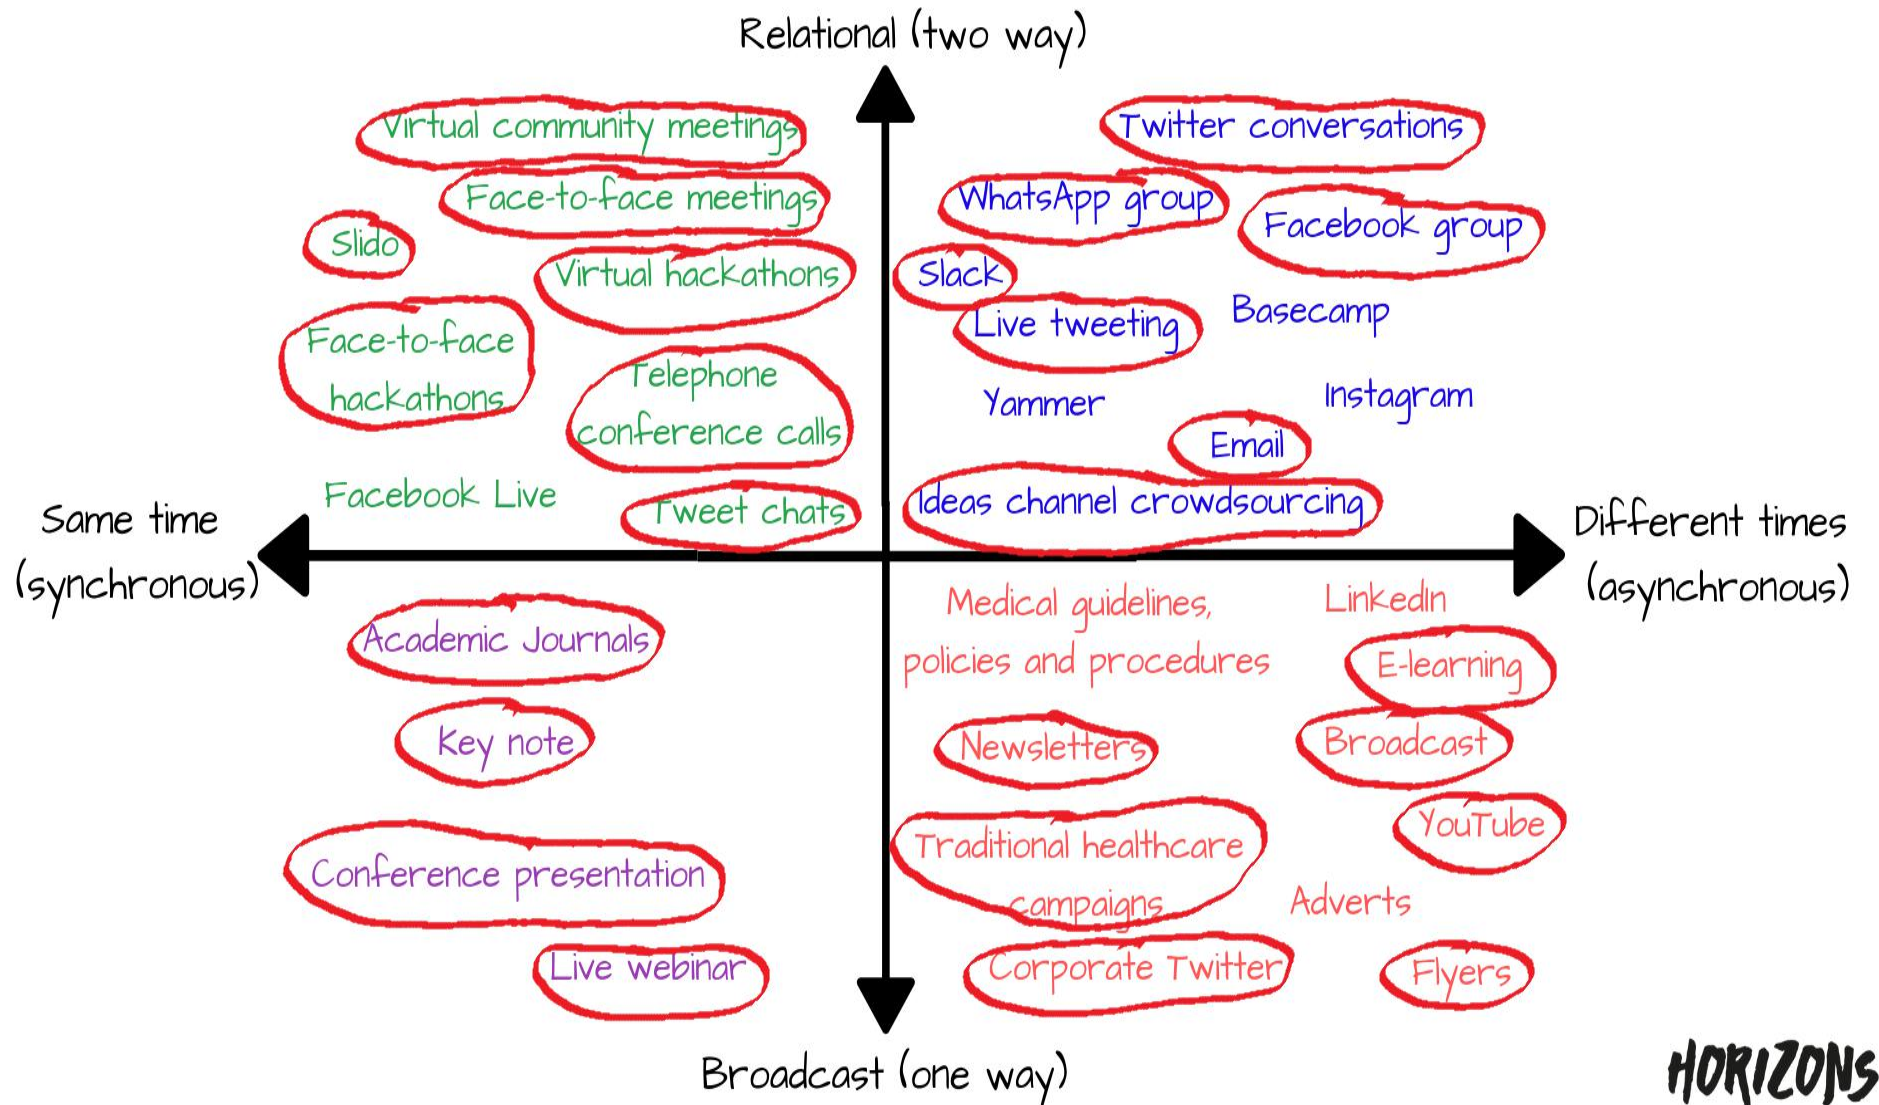 Relational (two way)
Virtual community meetings
Face-to-face meetings
Slido
Virtual hackathons
Face-to-face
hackathons
Telephone
conference calls
Facebook Live
Tweet chats
Twitter conversations
WhatsApp group
Facebook group
Slack
Live tweeting
Basecamp
Yammer
Instagram
Email
Ideas channel crowdsourcing
Same time
(synchronous)
Different times
(asynchronous)
Academic Journals
Key note
Conference presentation
Live webinar
Medical guidelines,
policies and procedures
LinkedIn
E-learning
Newsletters
Broadcast
YouTube
Traditional healthcare
campaigns
Adverts
Corporate Twitter
Flyers
Broadcast (one way)
HORIZONS